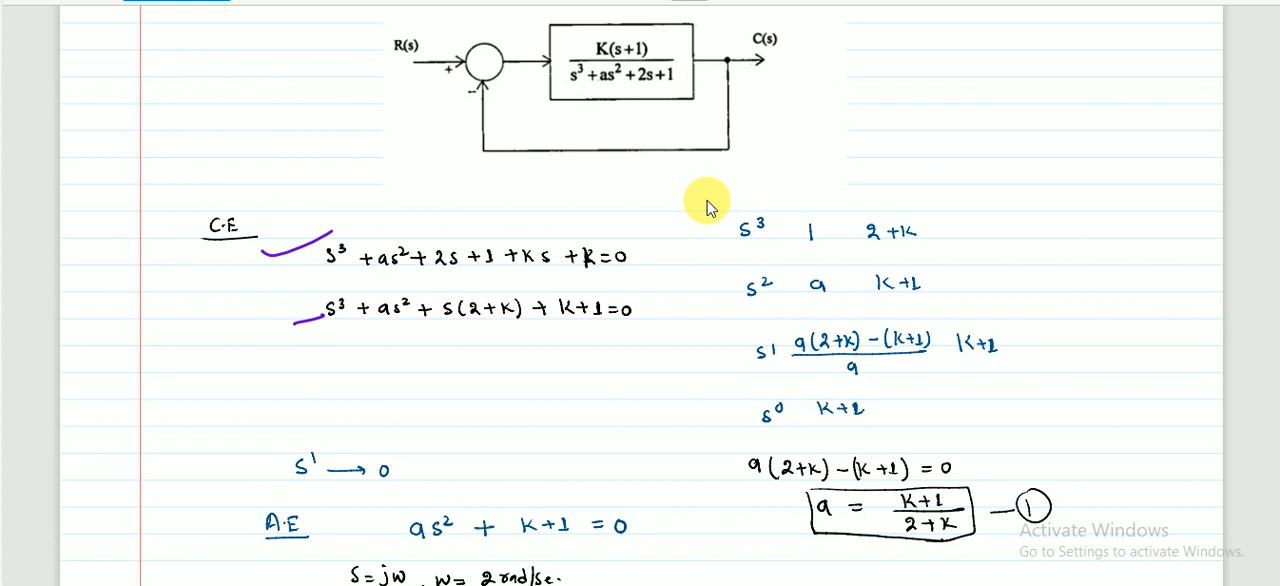 R(s)
+
-
K(s+1)
s³ + as² + 2s + 1
C(s)
C.E
s³ + as² + 2s + 1 + Ks + K = 0
s³ + as² + s(2+K) + K+1 = 0
s³ 1 2+K
s² a K+1
s¹ a(2+K) - (K+1) K+1
a
s⁰ K+1
s¹ → 0
a(2+K) - (K+1) = 0
a = K+1
2+K
- ①
A.E as² + K+1 = 0
s = jω, ω = 2 rad/se.
Activate Windows
Go to Settings to activate Windows.